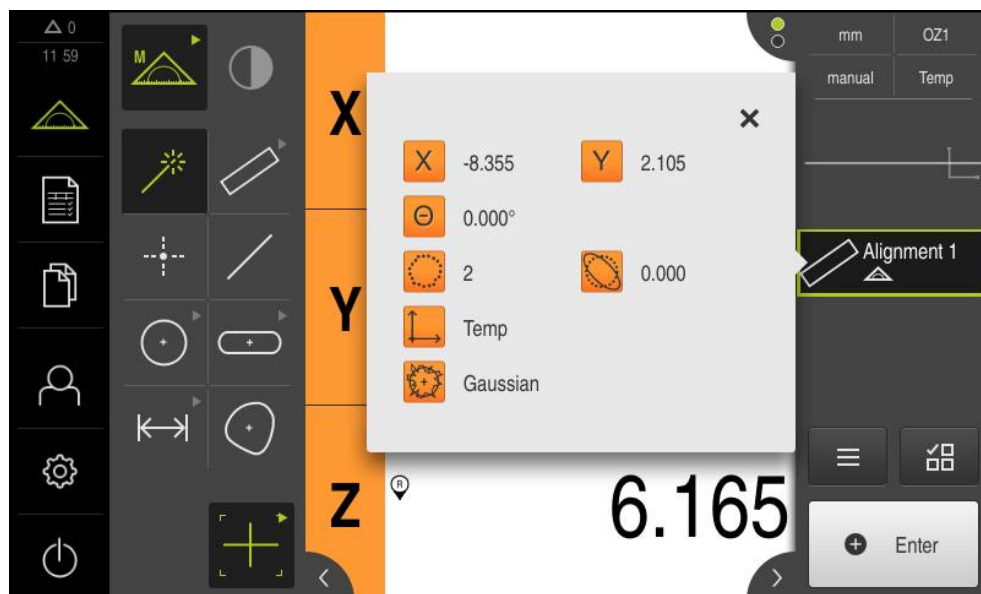 0
11 59
M
X
Y
Z
X -8.355 Y 2.105
Θ 0.000°
2 0.000
Temp
Gaussian
R
6.165
mm OZ1
manual Temp
Alignment 1
Enter